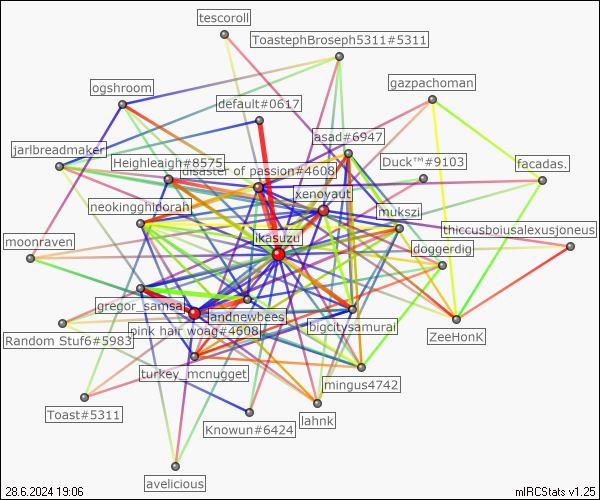 tescoroll
ToastephBroseph5311#5311
gazpachoman
ogshroom
default#0617
asad#6947
jarlbreadmaker
Heighleaigh#8575
Duck™#9103
facadas.
disaster of passion#4608
xenoyaut
neokingghidorah
mukszi
thiccusboiusalexusjoneus
moonraven
ikasuzu
doggerdig
gregor_samsa
landnewbees
bigcitysamurai
pink hair woag#4608
Random Stuf6#5983
ZeeHonK
turkey_mcnugget
mingus4742
Toast#5311
lahnk
Knowun#6424
avelicious
28.6.2024 19:06
mIRCStats v1.25